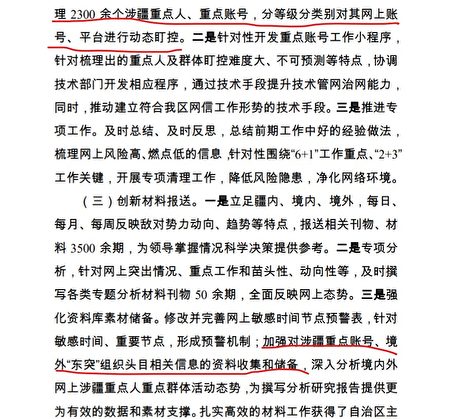 理 2300 余个涉疆重点人、重点账号，分等级分类别对其网上账
号、平台进行动态盯控。二是针对性开发重点账号工作小程序，
针对梳理出的重点人及群体盯控难度大、不可预测等特点，协调
技术部门开发相应程序，通过技术手段提升技术管网治网能力，
同时，推动建立符合我区网信工作形势的技术手段。三是推进专
项工作。及时总结、及时反思，总结前期工作中好的经验做法，
梳理网上风险高、燃点低的信息，针对性围绕“6+1”工作重点、“2+3”
工作关键，开展专项清理工作，降低风险隐患，净化网络环境。
（三）创新材料报送。一是立足疆内、境内、境外，每日、
每月、每周反映敌对势力动向、趋势等特点，报送相关刊物、材
料 3500 余期，为领导掌握情况科学决策提供参考。二是专项分
析，针对网上突出情况、重点工作和苗头性、动向性等，及时撰
写各类专题分析材料刊物 50 余期，全面反映网上态势。三是强
化资料库素材储备。修改并完善网上敏感时间节点预警表，针对
敏感时间、重要节点，形成预警机制；加强对涉疆重点账号、境
外“东突”组织头目相关信息的资料收集和储备，深入分析境内外
网上涉疆重点人重点群体活动态势，为撰写分析研究报告提供更
为有效的数据和素材支撑。扎实高效的材料工作获得了自治区主